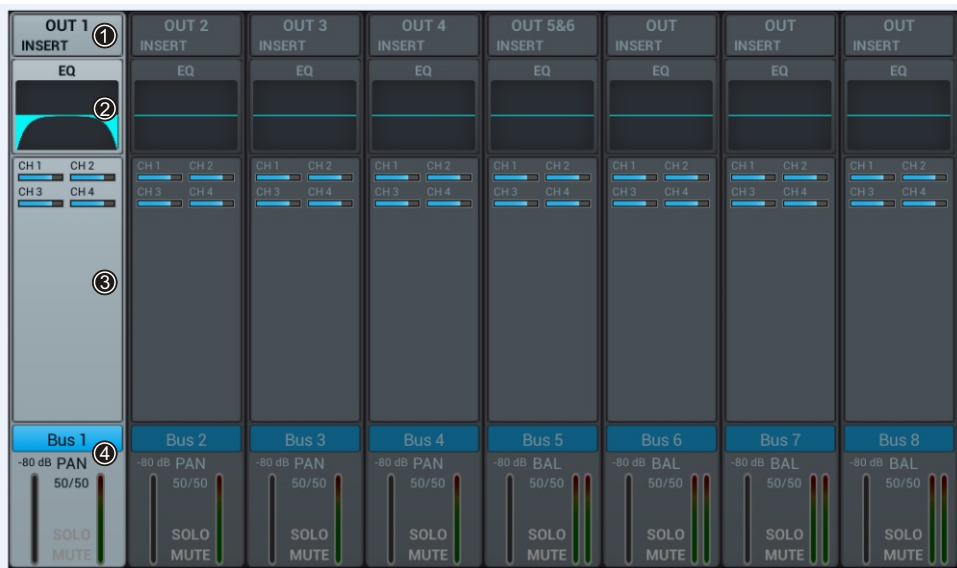 OUT 1 ① OUT 2 OUT 3 OUT 4 OUT 5&6 OUT OUT OUT
INSERT INSERT INSERT INSERT INSERT INSERT INSERT INSERT
EQ EQ EQ EQ EQ EQ EQ EQ
②
CH 1 CH 2 CH 1 CH 2 CH 1 CH 2 CH 1 CH 2 CH 1 CH 2 CH 1 CH 2 CH 1 CH 2 CH 1 CH 2
CH 3 CH 4 CH 3 CH 4 CH 3 CH 4 CH 3 CH 4 CH 3 CH 4 CH 3 CH 4 CH 3 CH 4 CH 3 CH 4
③
Bus 1 Bus 2 Bus 3 Bus 4 Bus 5 Bus 6 Bus 7 Bus 8
④
-80 dB PAN -80 dB PAN -80 dB PAN -80 dB PAN -80 dB BAL -80 dB BAL -80 dB BAL -80 dB BAL
50/50 50/50 50/50 50/50 50/50 50/50 50/50 50/50
SOLO SOLO SOLO SOLO SOLO SOLO SOLO SOLO
MUTE MUTE MUTE MUTE MUTE MUTE MUTE MUTE